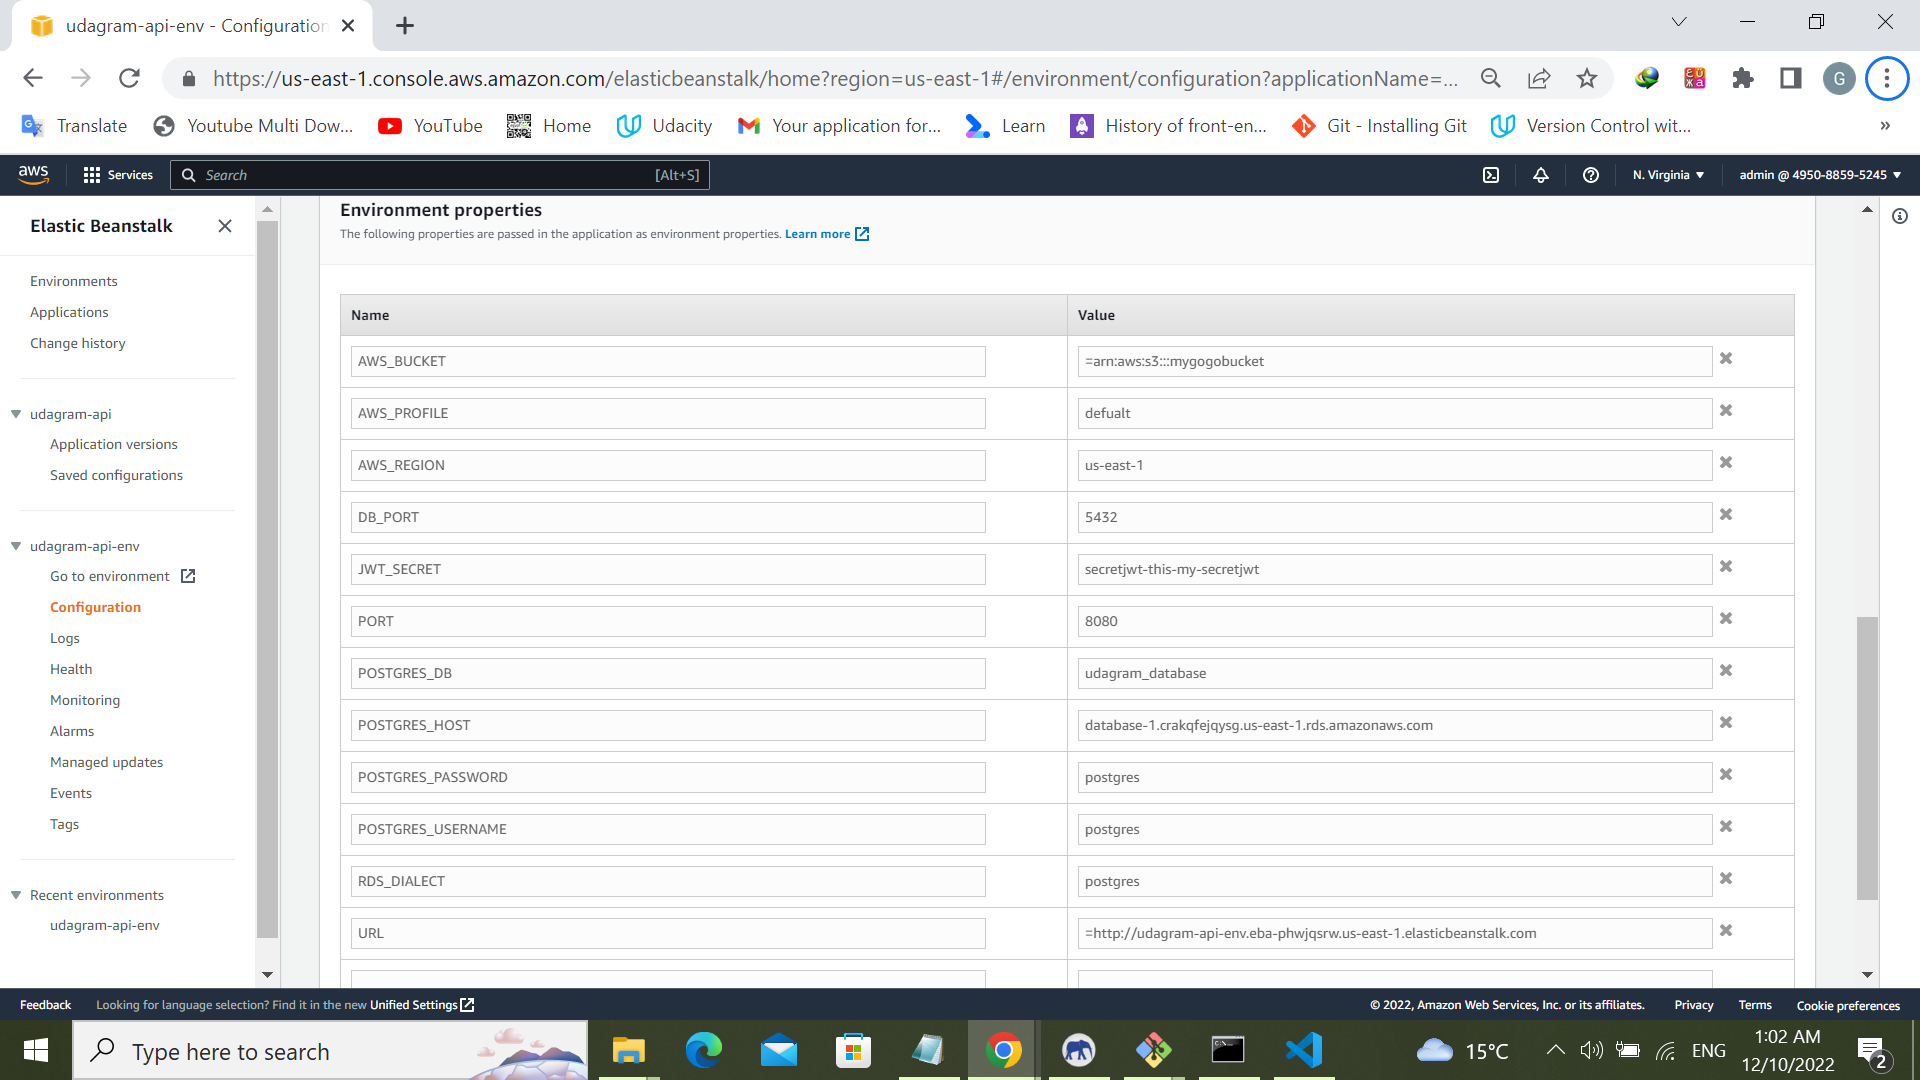 udagram-api-env - Configuration
https://us-east-1.console.aws.amazon.com/elasticbeanstalk/home?region=us-east-1#/environment/configuration?applicationName=...
G
Translate
Youtube Multi Dow...
YouTube
Home
Udacity
Your application for...
Learn
History of front-en...
Git - Installing Git
Version Control wit...
»
aws
Services
Search
[Alt+S]
N. Virginia
admin @ 4950-8859-5245
Elastic Beanstalk
Environments
Applications
Change history
udagram-api
Application versions
Saved configurations
udagram-api-env
Go to environment
Configuration
Logs
Health
Monitoring
Alarms
Managed updates
Events
Tags
Recent environments
udagram-api-env
Environment properties
The following properties are passed in the application as environment properties. Learn more
Name Value
AWS_BUCKET =arn:aws:s3:::mygogobucket
AWS_PROFILE defualt
AWS_REGION us-east-1
DB_PORT 5432
JWT_SECRET secretjwt-this-my-secretjwt
PORT 8080
POSTGRES_DB udagram_database
POSTGRES_HOST database-1.crakqfejqysg.us-east-1.rds.amazonaws.com
POSTGRES_PASSWORD postgres
POSTGRES_USERNAME postgres
RDS_DIALECT postgres
URL =http://udagram-api-env.eba-phwjqsrw.us-east-1.elasticbeanstalk.com
Feedback
Looking for language selection? Find it in the new Unified Settings
© 2022, Amazon Web Services, Inc. or its affiliates.
Privacy
Terms
Cookie preferences
Type here to search
15°C
ENG
1:02 AM
12/10/2022
2